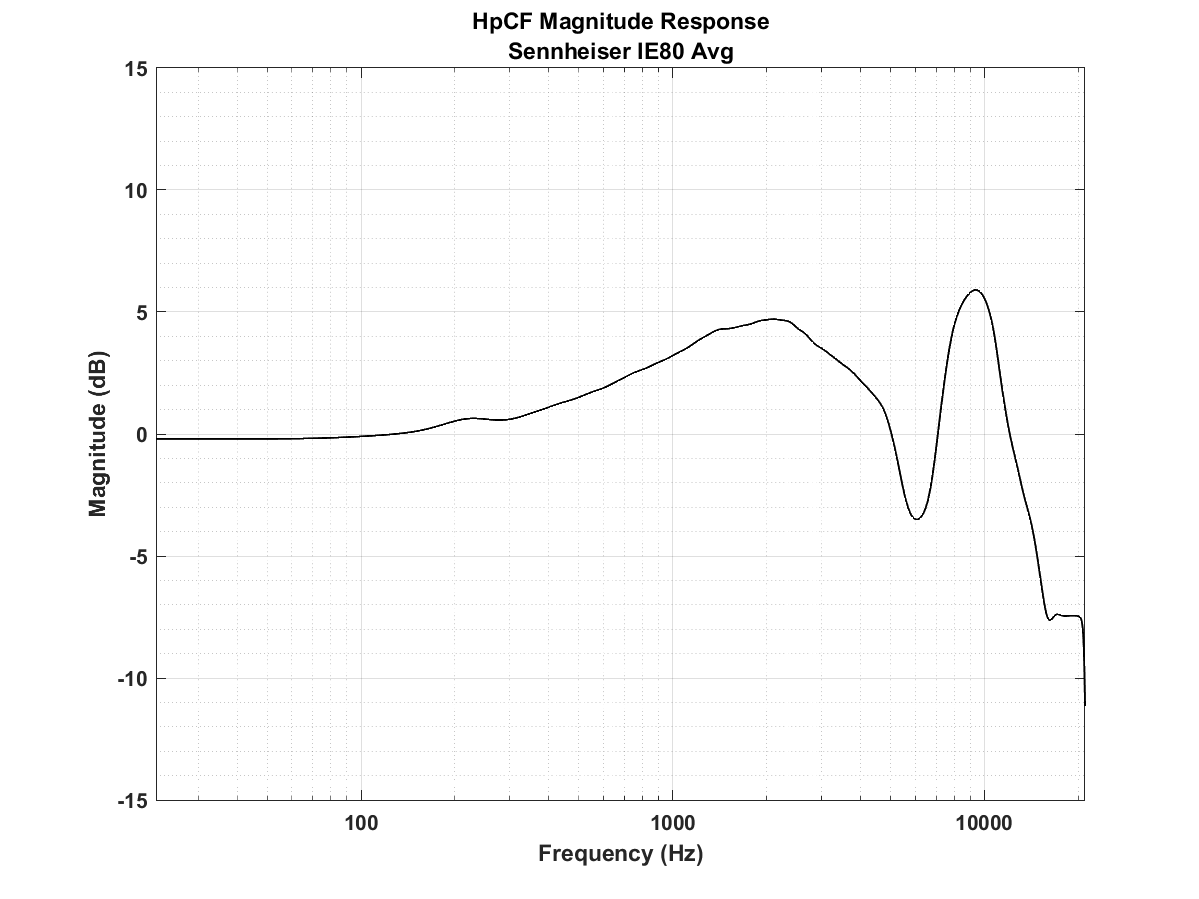 HpCF Magnitude Response
Sennheiser IE80 Avg
15
10
5
0
-5
-10
-15
Magnitude (dB)
100 1000 10000
Frequency (Hz)